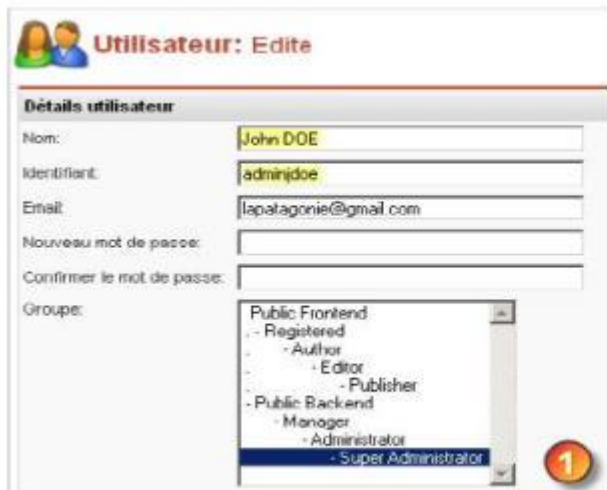 Utilisateur: Edite
Détails utilisateur
Nom: John DOE
Identifiant: adminjdoe
Email: lapatagonie@gmail.com
Nouveau mot de passe:
Confirmer le mot de passe:
Groupe: Public Frontend
. - Registered
. - Author
. - Editor
. - Publisher
- Public Backend
- Manager
- Administrator
- Super Administrator
1